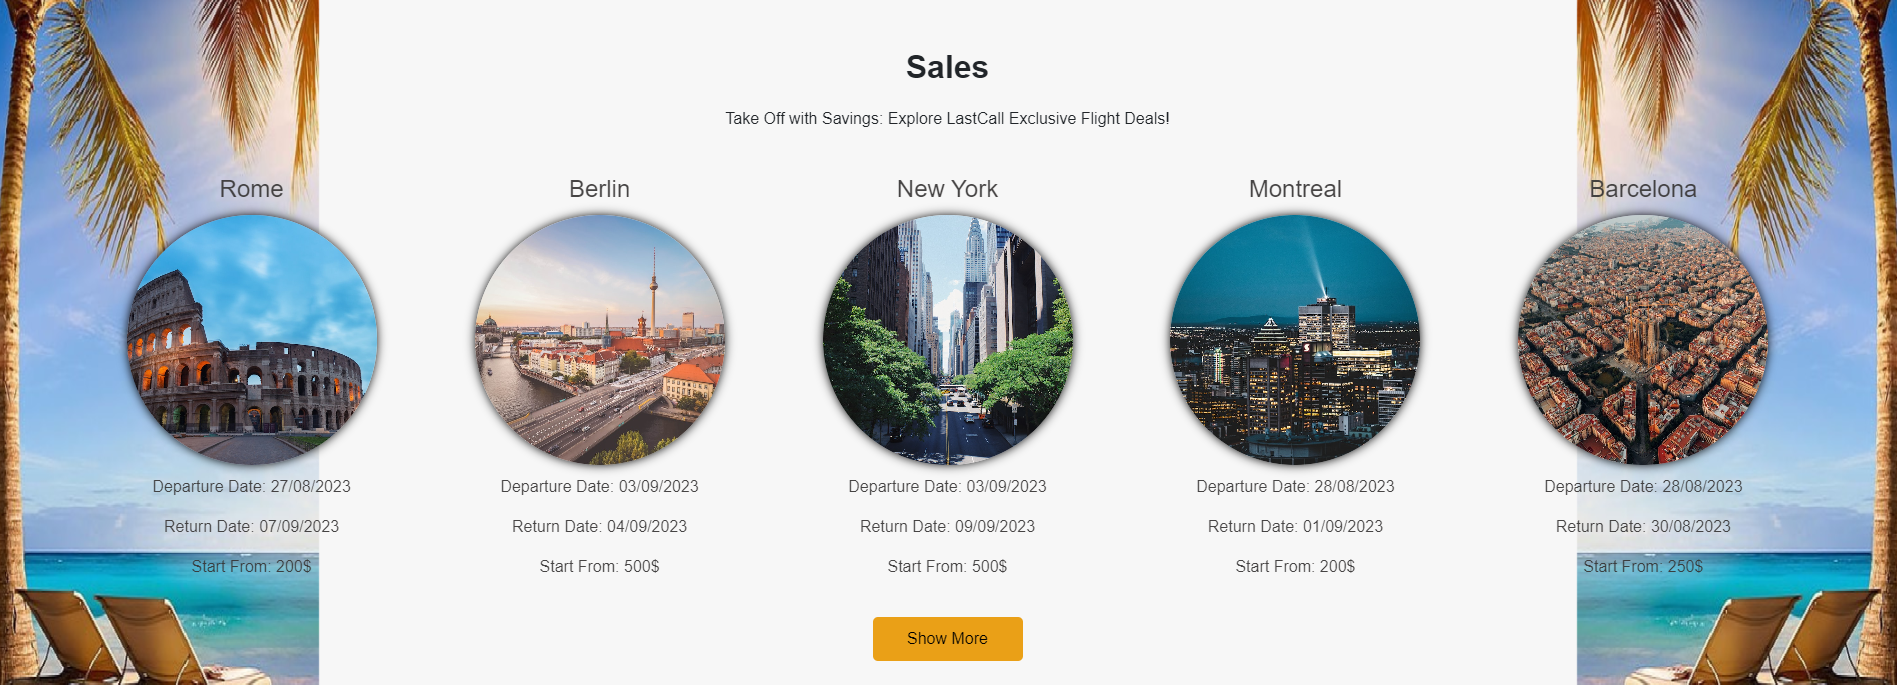 Sales
Take Off with Savings: Explore LastCall Exclusive Flight Deals!
Rome
Departure Date: 27/08/2023
Return Date: 07/09/2023
Start From: 200$
Berlin
Departure Date: 03/09/2023
Return Date: 04/09/2023
Start From: 500$
New York
Departure Date: 03/09/2023
Return Date: 09/09/2023
Start From: 500$
Montreal
Departure Date: 28/08/2023
Return Date: 01/09/2023
Start From: 200$
Barcelona
Departure Date: 28/08/2023
Return Date: 30/08/2023
Start From: 250$
Show More